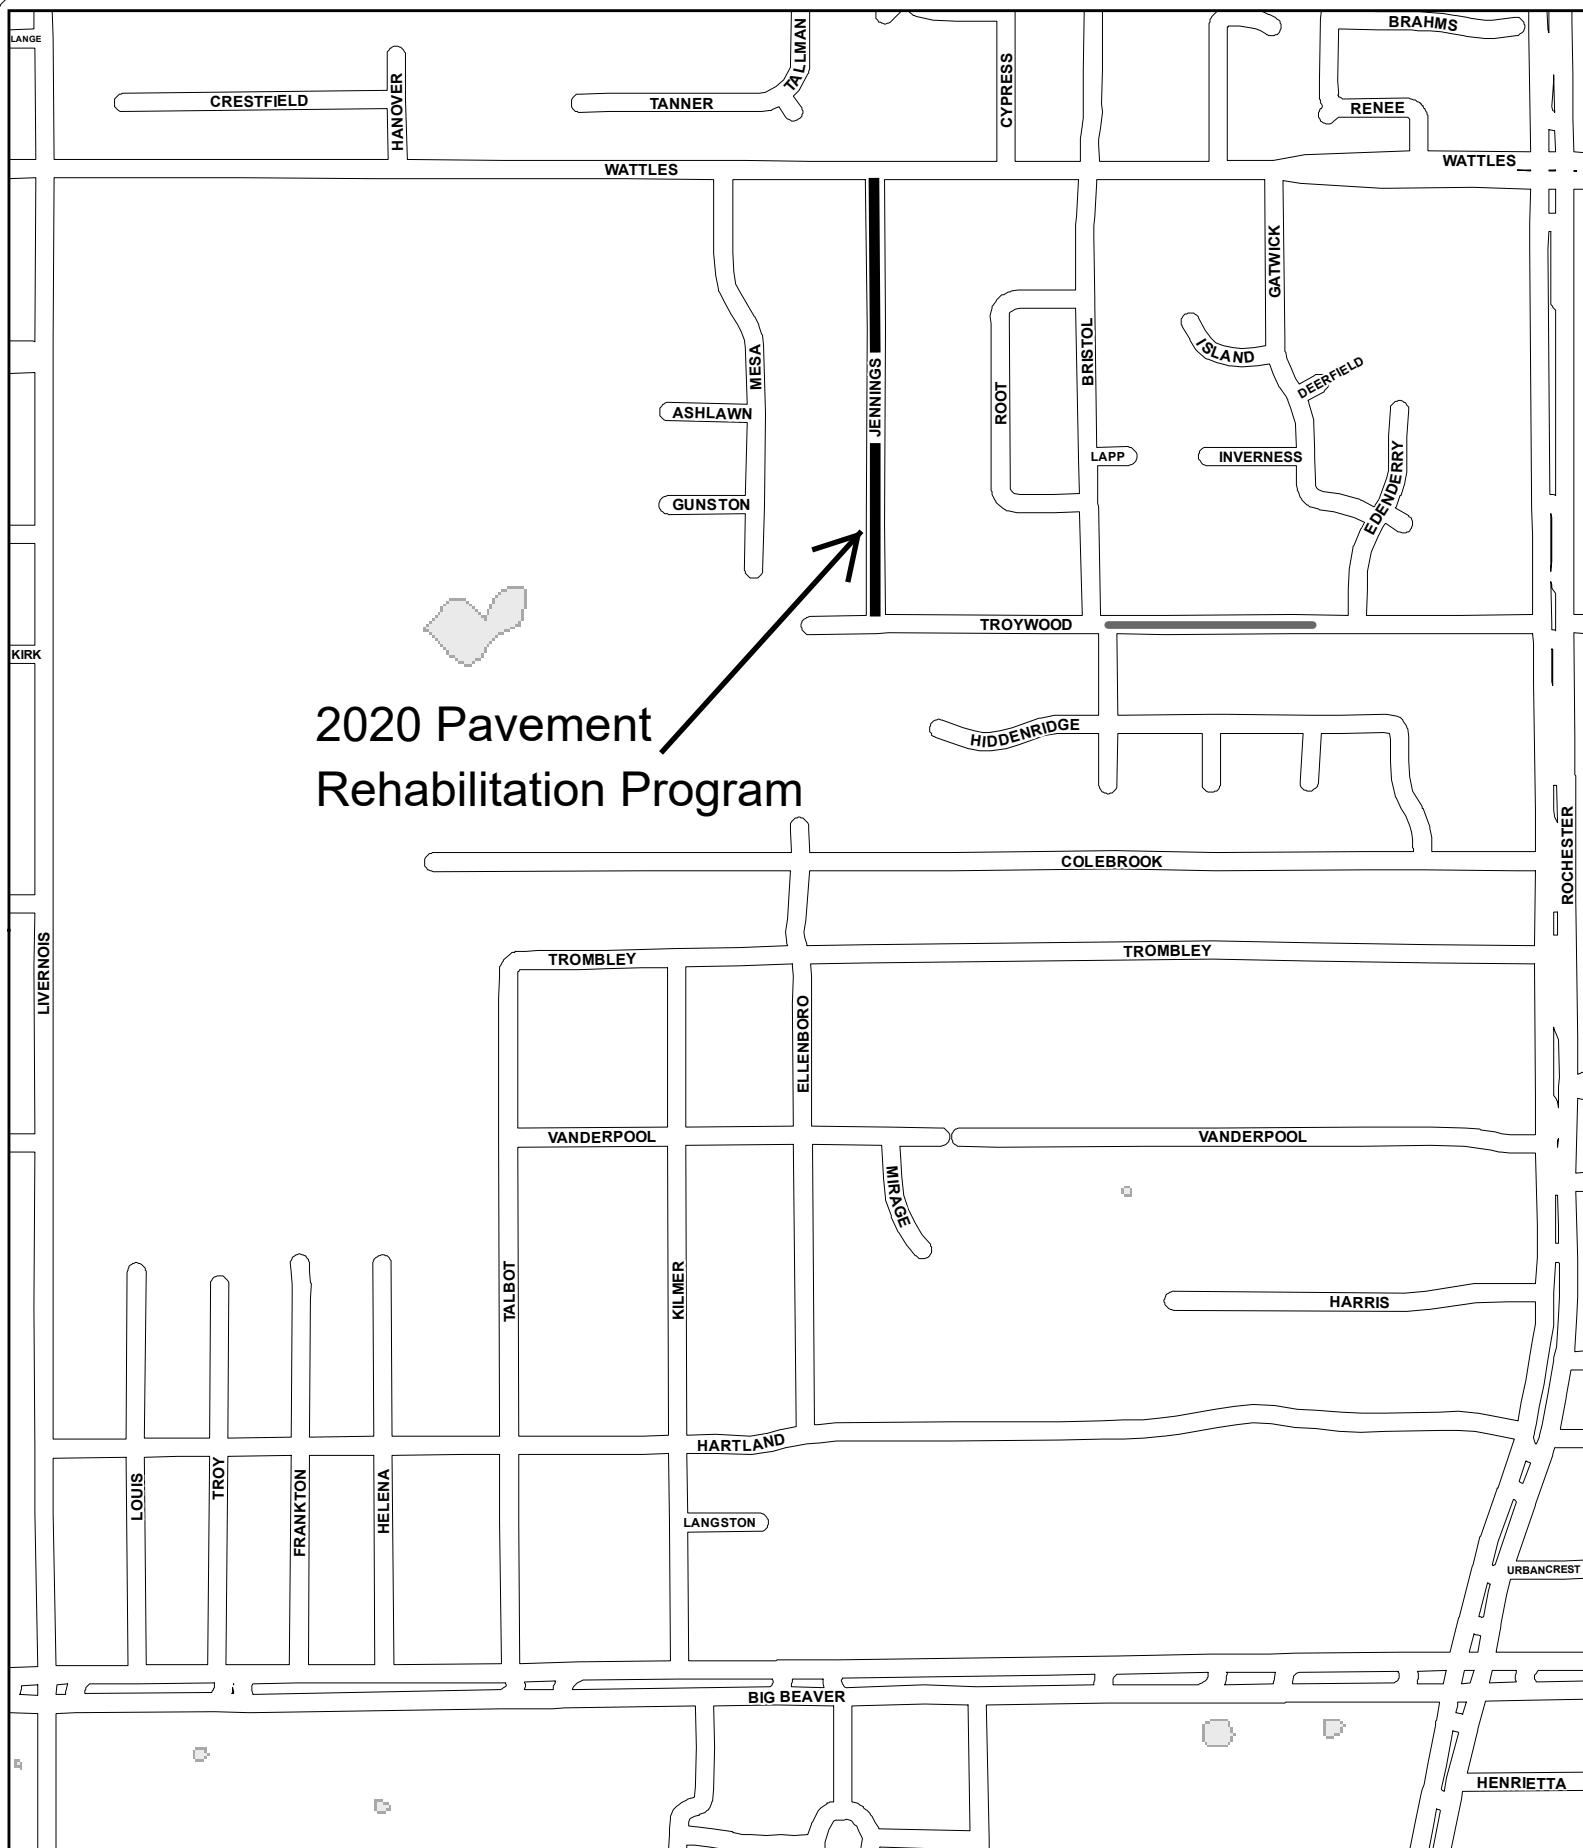 BRAHMS
LANGE
TALLMAN
CYPRESS
CRESTFIELD
HANOVER
TANNER
RENEE
WATTLES
WATTLES
GATWICK
MESA
JENNINGS
ROOT
BRISTOL
ISLAND
DEERFIELD
ASHLAWN
LAPP
INVERNESS
EDENDERRY
GUNSTON
TROYWOOD
KIRK
2020 Pavement
Rehabilitation Program
HIDDENRIDGE
ROCHESTER
COLEBROOK
LIVERNOIS
TROMBLEY
TROMBLEY
ELLENBORO
VANDERPOOL
VANDERPOOL
MIRAGE
TALBOT
KILMER
HARRIS
HARTLAND
LOUIS
TROY
FRANKTON
HELENA
LANGSTON
URBANCREST
BIG BEAVER
HENRIETTA